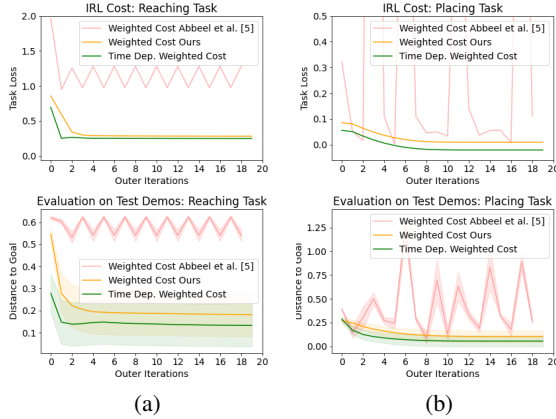 IRL Cost: Reaching Task
2.0
1.5
1.0
0.5
0.0
Task Loss
Weighted Cost Abbeel et al. [5]
Weighted Cost Ours
Time Dep. Weighted Cost
0 2 4 6 8 10 12 14 16 18 20
Outer Iterations
IRL Cost: Placing Task
0.5
0.4
0.3
0.2
0.1
0.0
Task Loss
Weighted Cost Abbeel et al. [5]
Weighted Cost Ours
Time Dep. Weighted Cost
0 2 4 6 8 10 12 14 16 18 20
Outer Iterations
Evaluation on Test Demos: Reaching Task
0.6
0.5
0.4
0.3
0.2
0.1
Distance to Goal
Weighted Cost Abbeel et al. [5]
Weighted Cost Ours
Time Dep. Weighted Cost
0 2 4 6 8 10 12 14 16 18 20
Outer Iterations
Evaluation on Test Demos: Placing Task
1.25
1.00
0.75
0.50
0.25
0.00
Distance to Goal
Weighted Cost Abbeel et al. [5]
Weighted Cost Ours
Time Dep. Weighted Cost
0 2 4 6 8 10 12 14 16 18 20
Outer Iterations
(a)
(b)